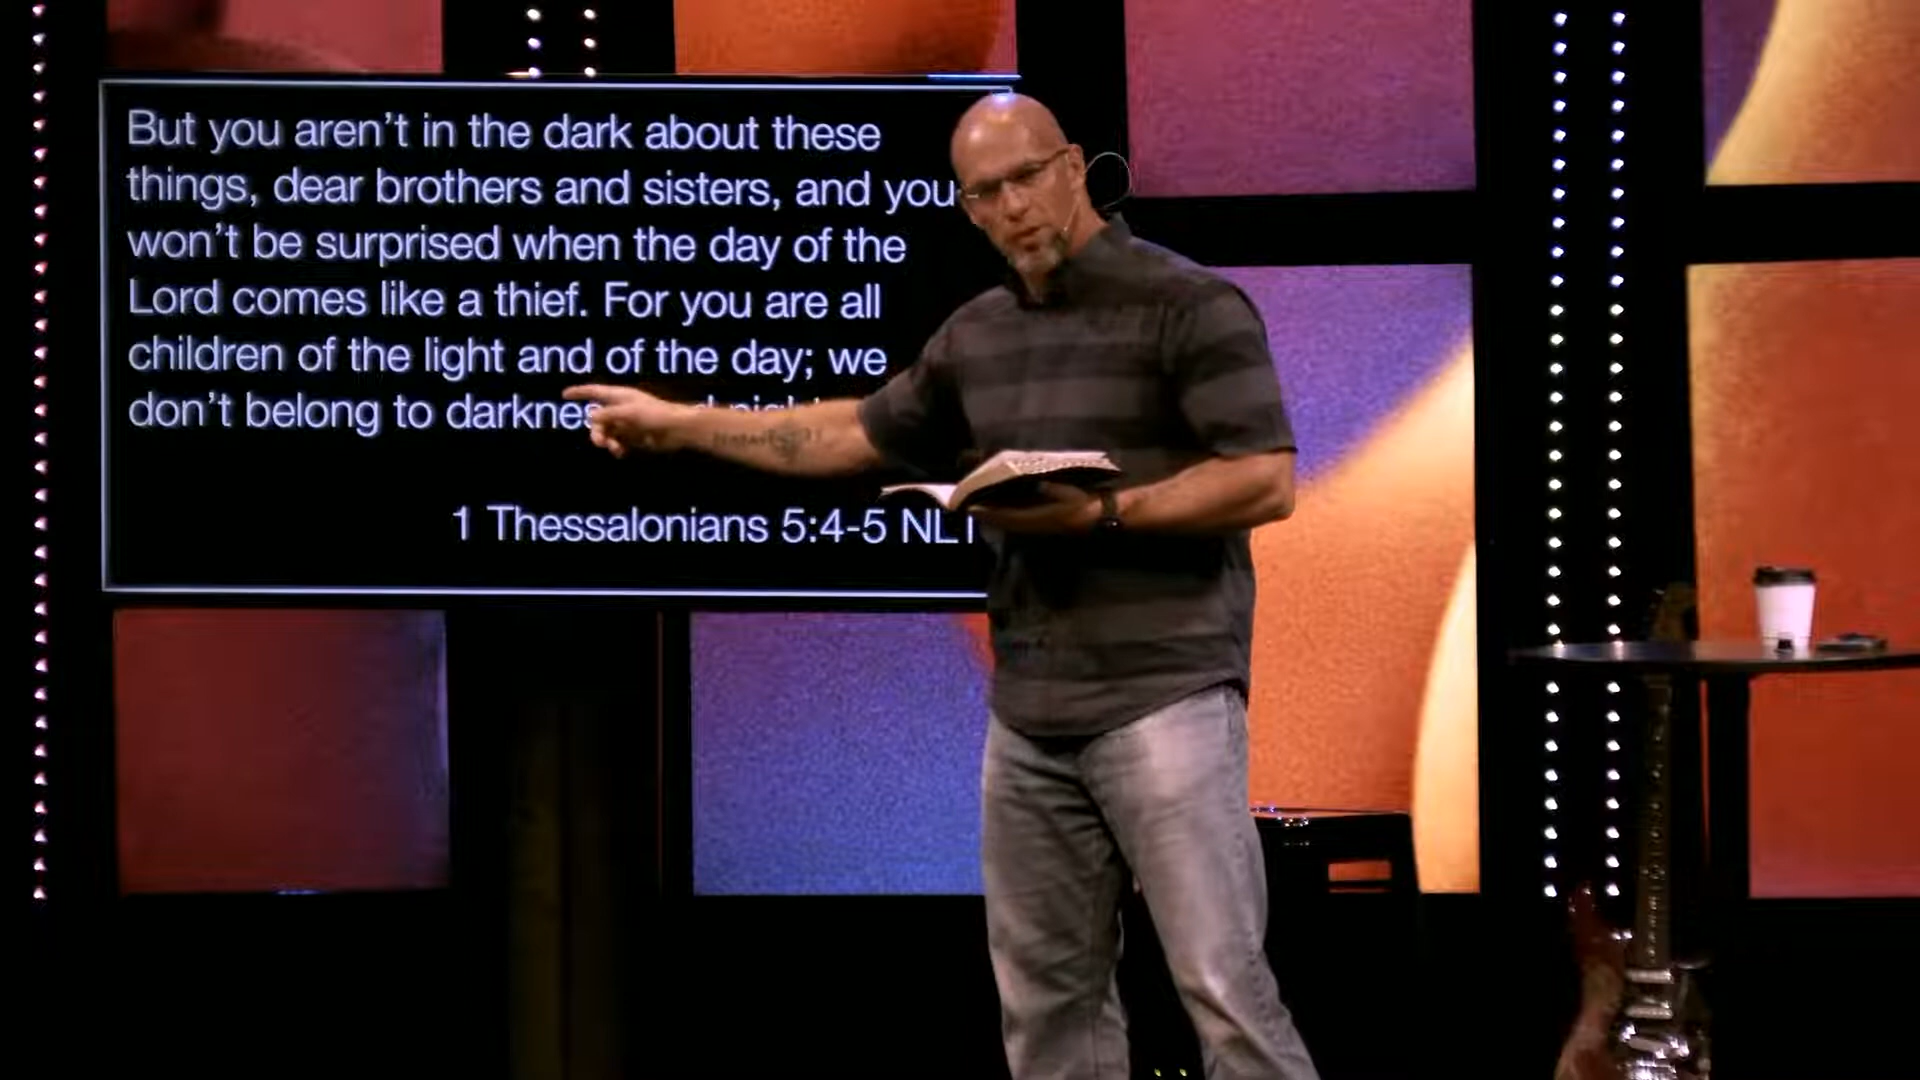 But you aren't in the dark about these
things, dear brothers and sisters, and you
won't be surprised when the day of the
Lord comes like a thief. For you are all
children of the light and of the day; we
don't belong to darknes
1 Thessalonians 5:4-5 NLT